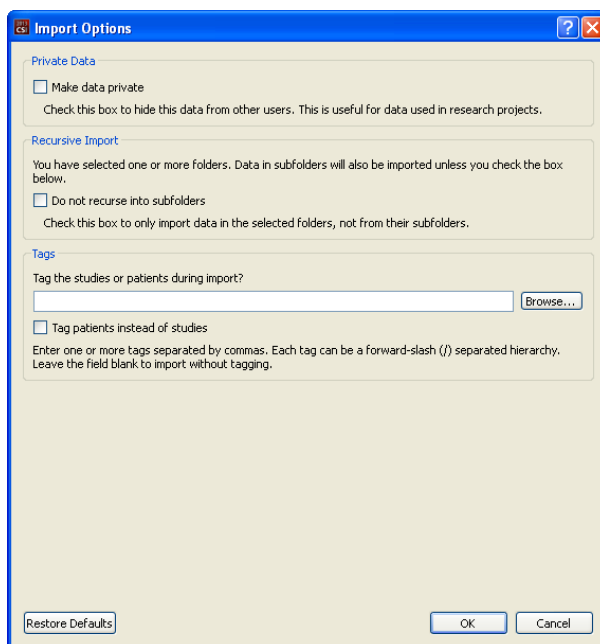 2013
CSI
Import Options
?
Private Data
Make data private
Check this box to hide this data from other users. This is useful for data used in research projects.
Recursive Import
You have selected one or more folders. Data in subfolders will also be imported unless you check the box
below.
Do not recurse into subfolders
Check this box to only import data in the selected folders, not from their subfolders.
Tags
Tag the studies or patients during import?
Browse...
Tag patients instead of studies
Enter one or more tags separated by commas. Each tag can be a forward-slash (/) separated hierarchy.
Leave the field blank to import without tagging.
Restore Defaults
OK
Cancel